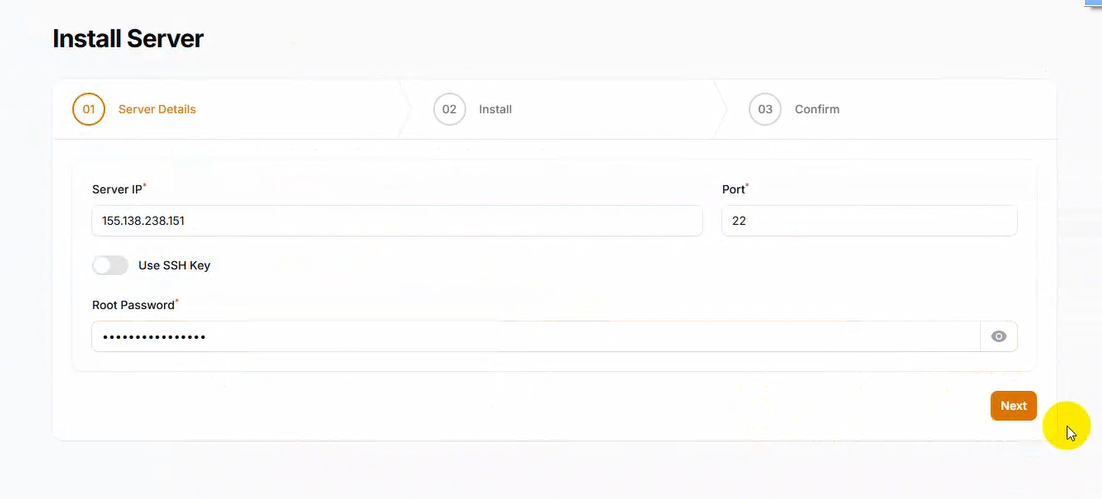 Install Server
01 Server Details 02 Install 03 Confirm
Server IP* Port*
155.138.238.151 22
Use SSH Key
Root Password*
••••••••••••••••
Next